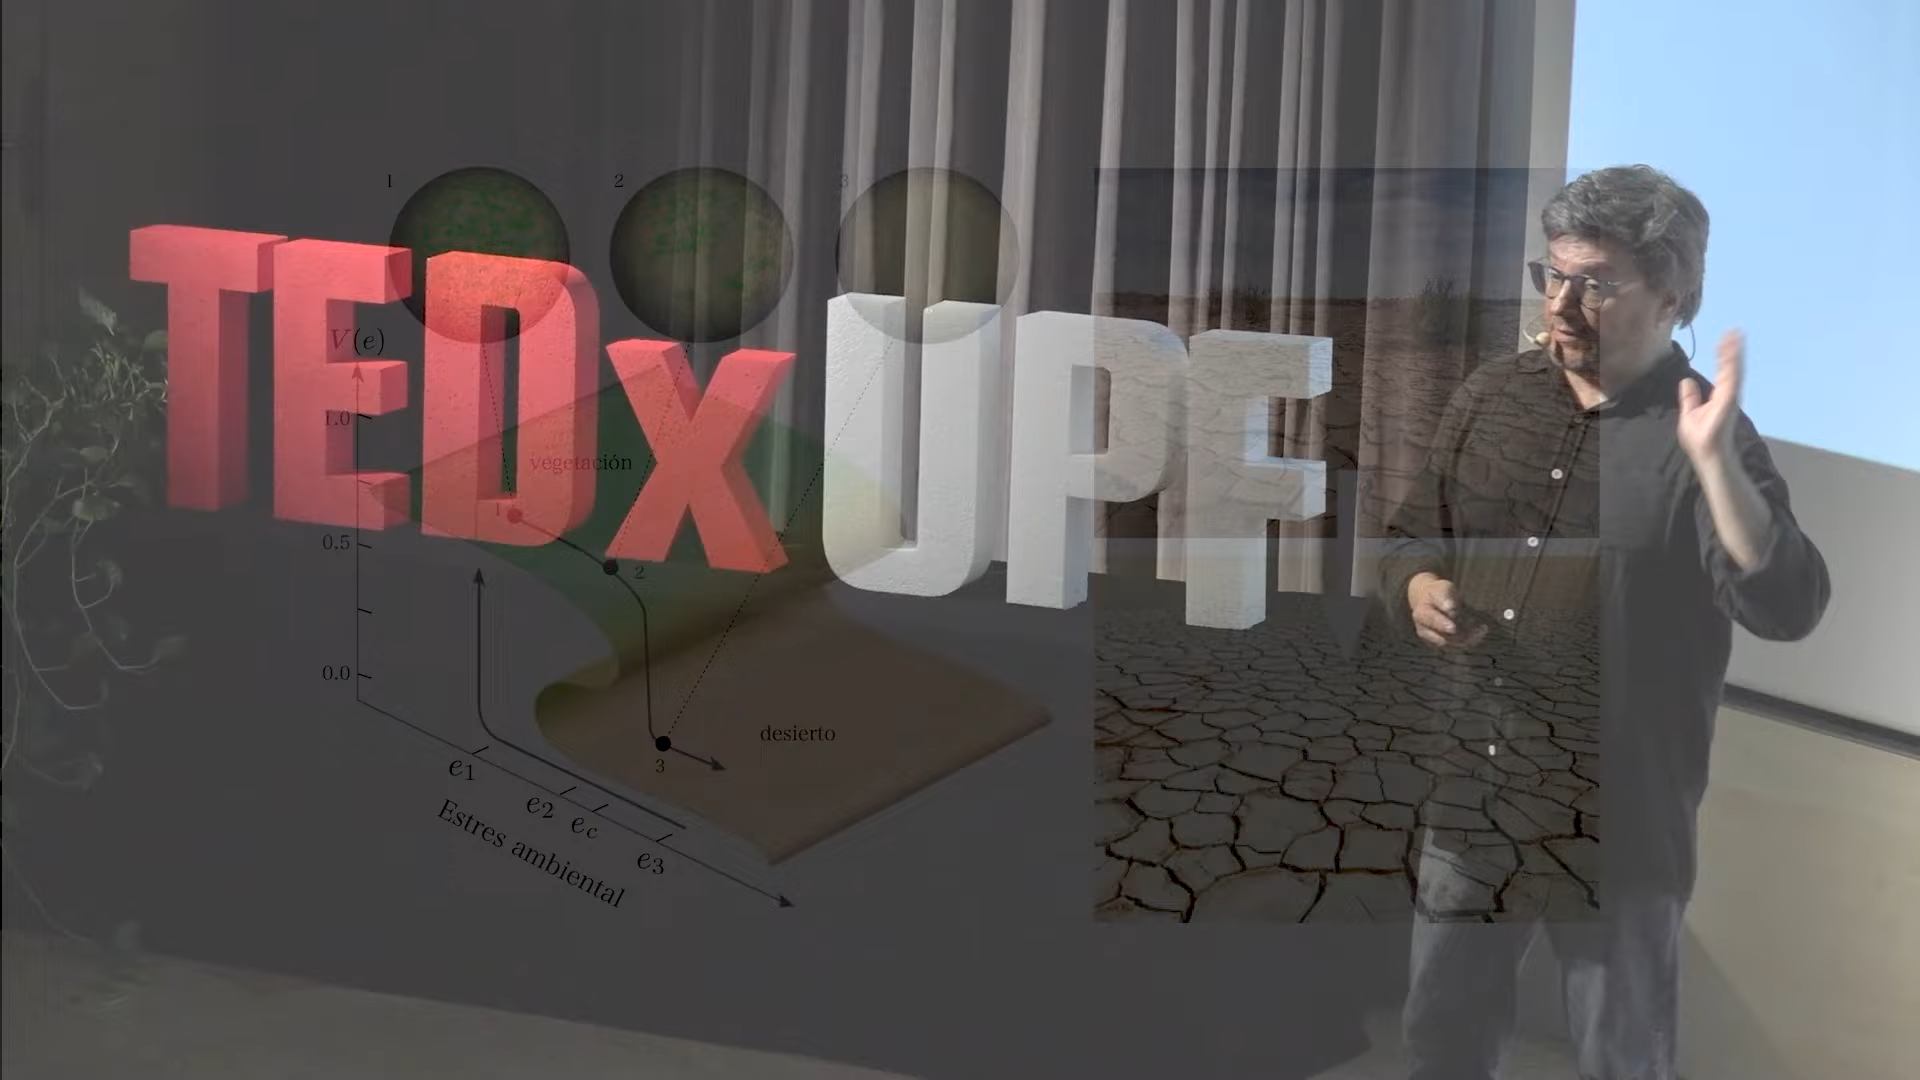 TEDx UPF
1
2
3
V(e)
1.0
vegetación
1
0.5
2
0.0
desierto
3
e1
e2
ec
e3
Estres ambiental